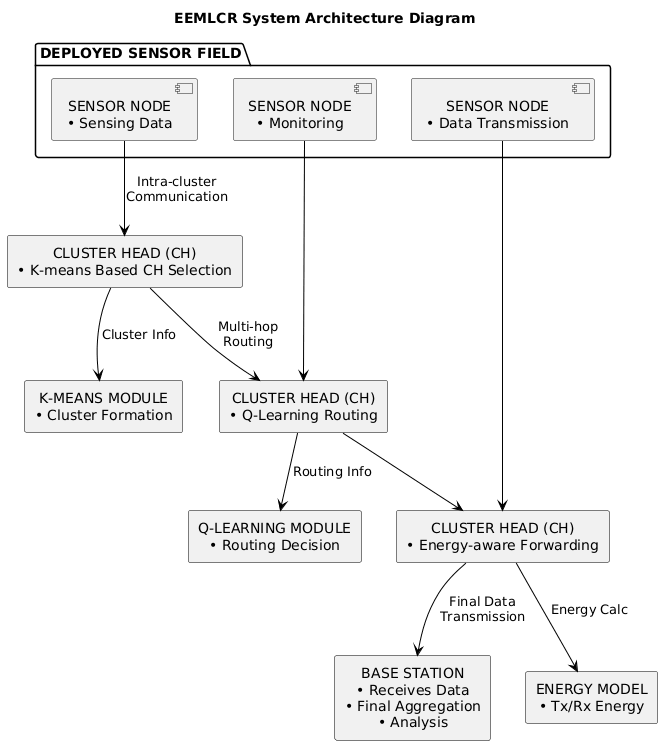 EEMLCR System Architecture Diagram
DEPLOYED SENSOR FIELD
SENSOR NODE
• Sensing Data
SENSOR NODE
• Monitoring
SENSOR NODE
• Data Transmission
Intra-cluster
Communication
CLUSTER HEAD (CH)
• K-means Based CH Selection
Cluster Info
Multi-hop
Routing
K-MEANS MODULE
• Cluster Formation
CLUSTER HEAD (CH)
• Q-Learning Routing
Routing Info
Q-LEARNING MODULE
• Routing Decision
CLUSTER HEAD (CH)
• Energy-aware Forwarding
Final Data
Transmission
Energy Calc
BASE STATION
• Receives Data
• Final Aggregation
• Analysis
ENERGY MODEL
• Tx/Rx Energy